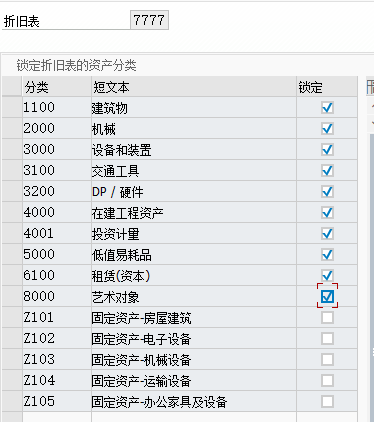 折旧表 7777
锁定折旧表的资产分类
分类 短文本 锁定
1100 建筑物
2000 机械
3000 设备和装置
3100 交通工具
3200 DP / 硬件
4000 在建工程资产
4001 投资计量
5000 低值易耗品
6100 租赁(资本)
8000 艺术对象
Z101 固定资产-房屋建筑
Z102 固定资产-电子设备
Z103 固定资产-机械设备
Z104 固定资产-运输设备
Z105 固定资产-办公家具及设备